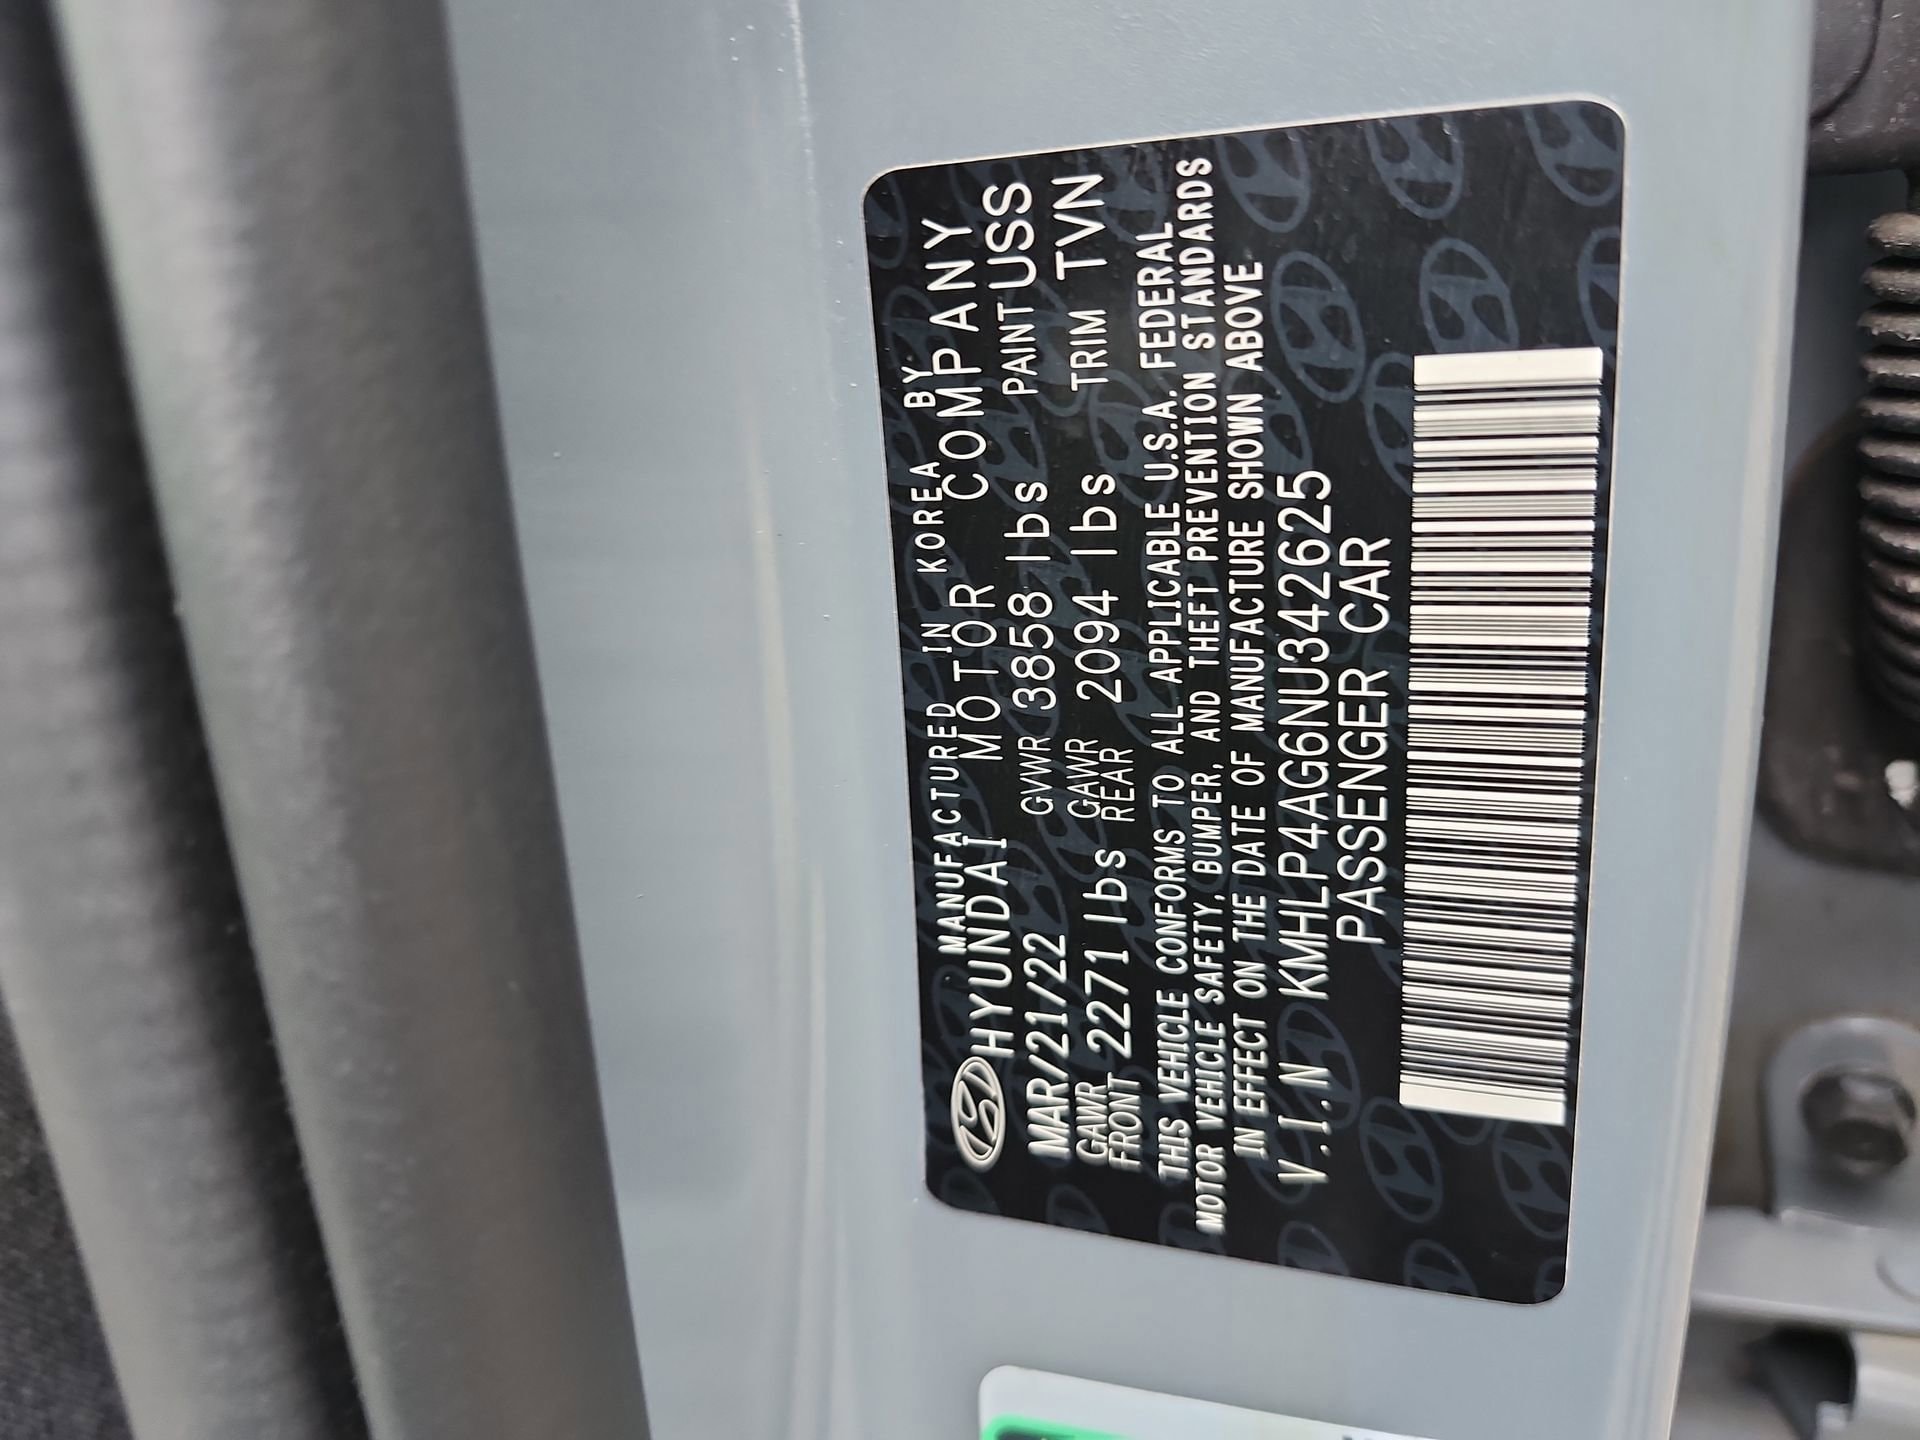 MANUFACTURED IN KOREA BY
HYUNDAI MOTOR COMPANY
MAR/21/22 GVWR 3858 lbs PAINT USS
GAWR FRONT 2271 lbs GAWR REAR 2094 lbs TRIM TVN
THIS VEHICLE CONFORMS TO ALL APPLICABLE U.S.A. FEDERAL
MOTOR VEHICLE SAFETY, BUMPER, AND THEFT PREVENTION STANDARDS
IN EFFECT ON THE DATE OF MANUFACTURE SHOWN ABOVE
V.I.N KMHLP4AG6NU342625
PASSENGER CAR